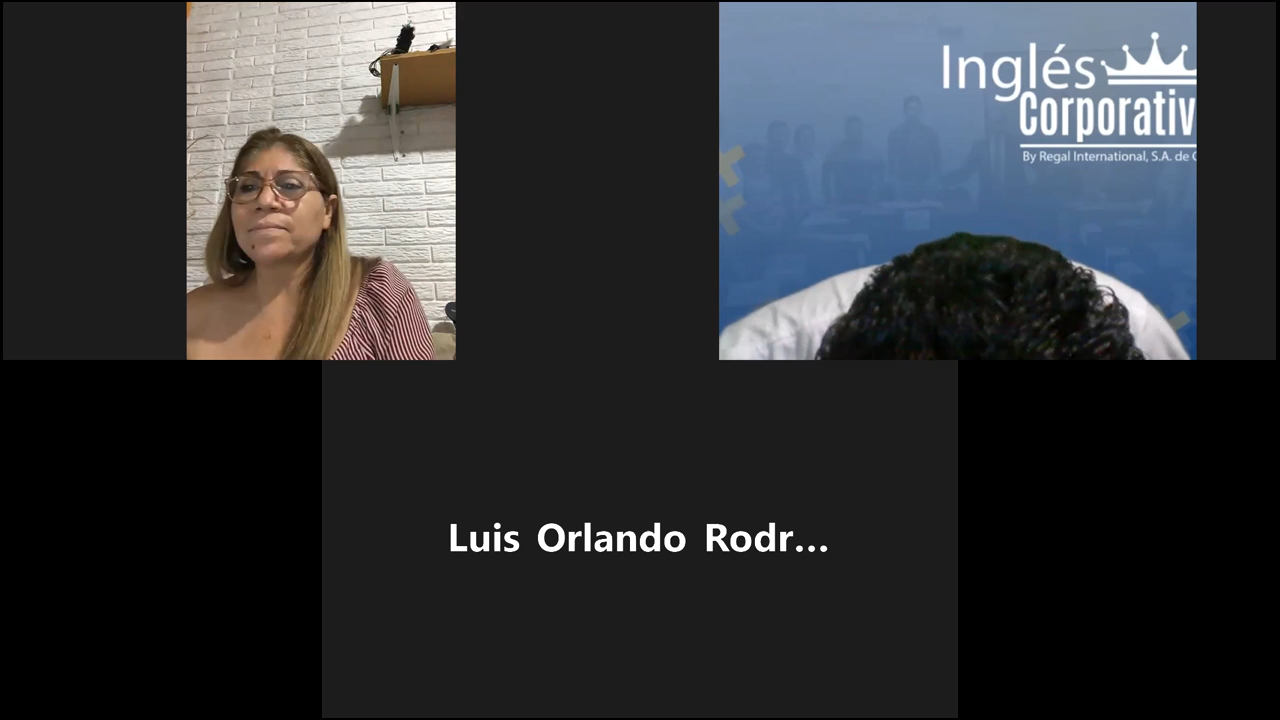 Inglés
Corporativ
By Regal International, S.A. de C
Luis Orlando Rodr...